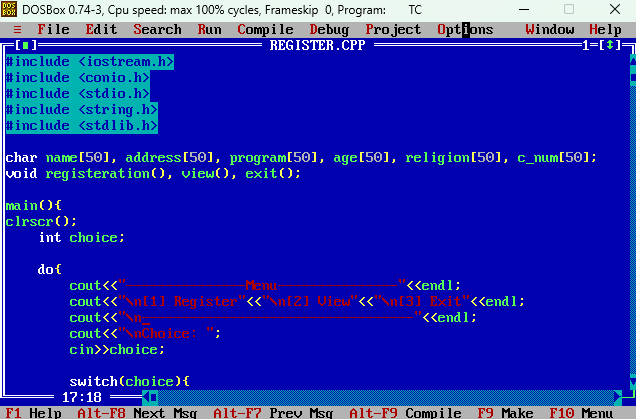 DOSBox 0.74-3, Cpu speed: max 100% cycles, Frameskip 0, Program: TC
≡ File Edit Search Run Compile Debug Project Options Window Help
[■] REGISTER.CPP 1=[↕]
#include <iostream.h>
#include <conio.h>
#include <stdio.h>
#include <string.h>
#include <stdlib.h>
char name[50], address[50], program[50], age[50], religion[50], c_num[50];
void registeration(), view(), exit();
main(){
clrscr();
int choice;
do{
cout<<"---------------Menu---------------"<<endl;
cout<<"\n[1] Register"<<"\n[2] View"<<"\n[3] Exit"<<endl;
cout<<"\n----------------------------------"<<endl;
cout<<"\nChoice: ";
cin>>choice;
switch(choice){
17:18
F1 Help Alt-F8 Next Msg Alt-F7 Prev Msg Alt-F9 Compile F9 Make F10 Menu